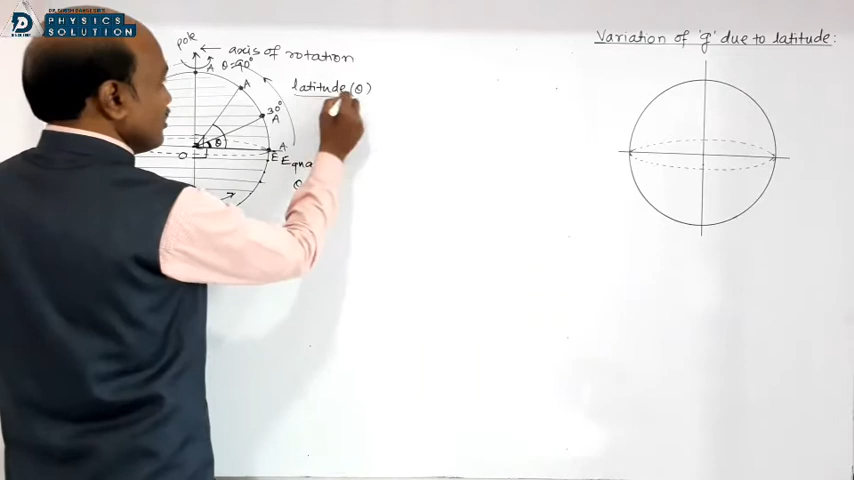 PHYSICS
SOLUTION
pole
← axis of rotation
A θ=90°
A
latitude (θ)
30°
A
θ
A
O
E Equa
θ
Variation of 'g' due to latitude: